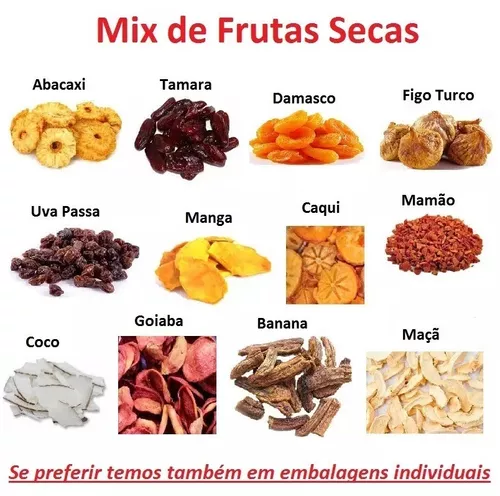 Mix de Frutas Secas
Abacaxi
Tamara
Damasco
Figo Turco
Uva Passa
Manga
Caqui
Mamão
Coco
Goiaba
Banana
Maçã
Se preferir temos também em embalagens individuais